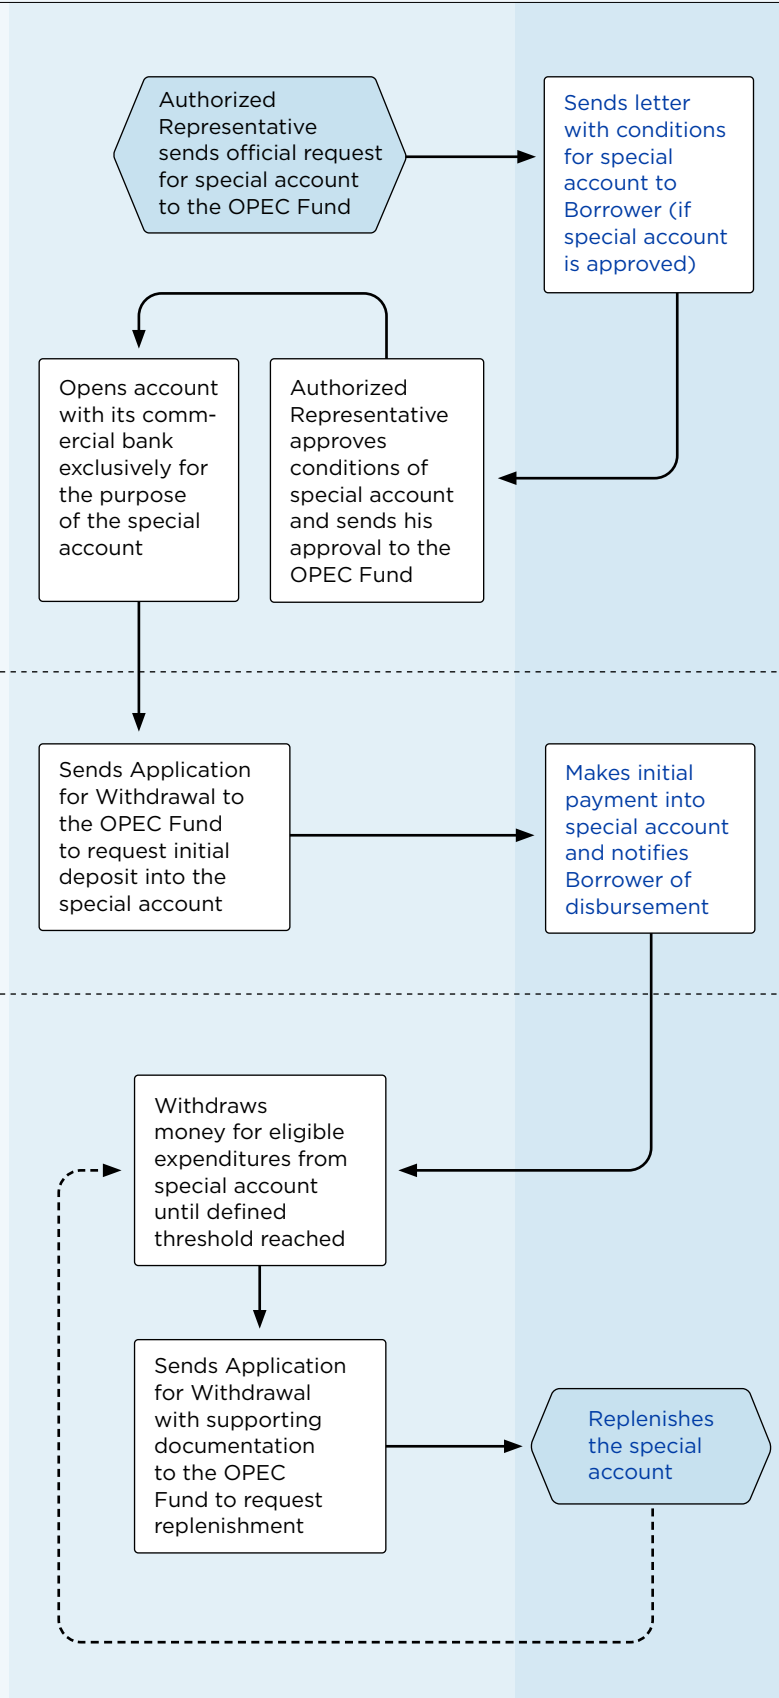 Authorized
Representative
sends official request
for special account
to the OPEC Fund
Sends letter
with conditions
for special
account to
Borrower (if
special account
is approved)
Opens account
with its comm-
ercial bank
exclusively for
the purpose
of the special
account
Authorized
Representative
approves
conditions of
special account
and sends his
approval to the
OPEC Fund
Sends Application
for Withdrawal to
the OPEC Fund
to request initial
deposit into the
special account
Makes initial
payment into
special account
and notifies
Borrower of
disbursement
Withdraws
money for eligible
expenditures from
special account
until defined
threshold reached
Sends Application
for Withdrawal
with supporting
documentation
to the OPEC
Fund to request
replenishment
Replenishes
the special
account